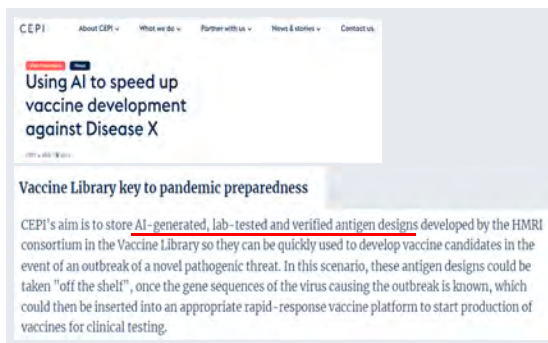 CEPI About CEPI What we do Partner with us News & stories Contact us
Using AI to speed up
vaccine development
against Disease X
Vaccine Library key to pandemic preparedness
CEPI's aim is to store AI-generated, lab-tested and verified antigen designs developed by the HMRI
consortium in the Vaccine Library so they can be quickly used to develop vaccine candidates in the
event of an outbreak of a novel pathogenic threat. In this scenario, these antigen designs could be
taken "off the shelf", once the gene sequences of the virus causing the outbreak is known, which
could then be inserted into an appropriate rapid-response vaccine platform to start production of
vaccines for clinical testing.